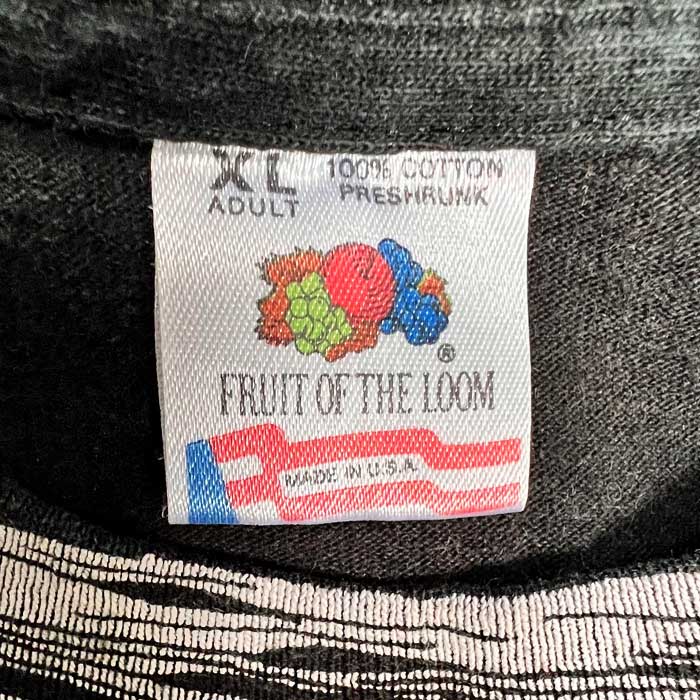 XL
ADULT
100% COTTON
PRESHRUNK
®
FRUIT OF THE LOOM
MADE IN U.S.A.